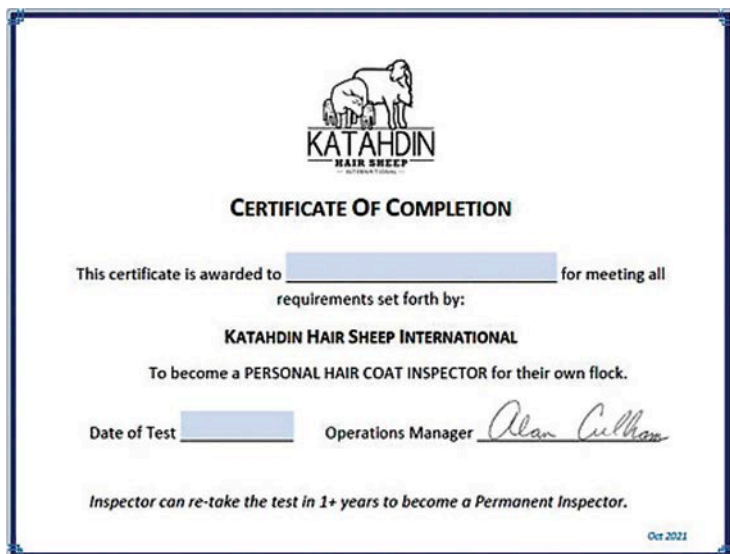 KATAHDIN
HAIR SHEEP
INTERNATIONAL
CERTIFICATE OF COMPLETION
This certificate is awarded to for meeting all
requirements set forth by:
KATAHDIN HAIR SHEEP INTERNATIONAL
To become a PERSONAL HAIR COAT INSPECTOR for their own flock.
Date of Test Operations Manager Alan Culham
Inspector can re-take the test in 1+ years to become a Permanent Inspector.
Oct 2021